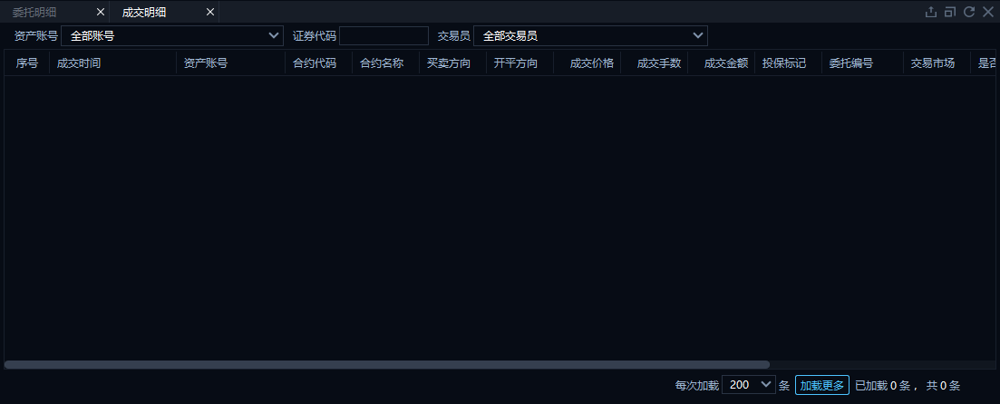 委托明细 成交明细
资产账号 全部账号 证券代码 交易员 全部交易员
序号 成交时间 资产账号 合约代码 合约名称 买卖方向 开平方向 成交价格 成交手数 成交金额 投保标记 委托编号 交易市场 是否
每次加载 200 条 加载更多 已加载 0 条， 共 0 条